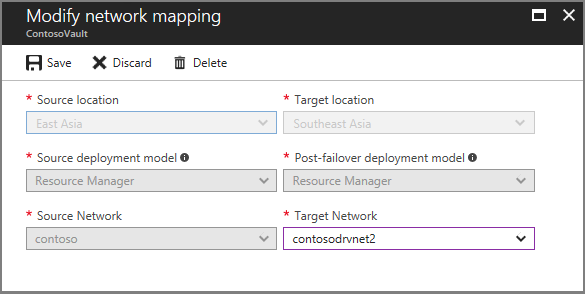 Modify network mapping
ContosoVault
Save Discard Delete
* Source location * Target location
East Asia Southeast Asia
* Source deployment model * Post-failover deployment model
Resource Manager Resource Manager
* Source Network * Target Network
contoso contosodrvnet2